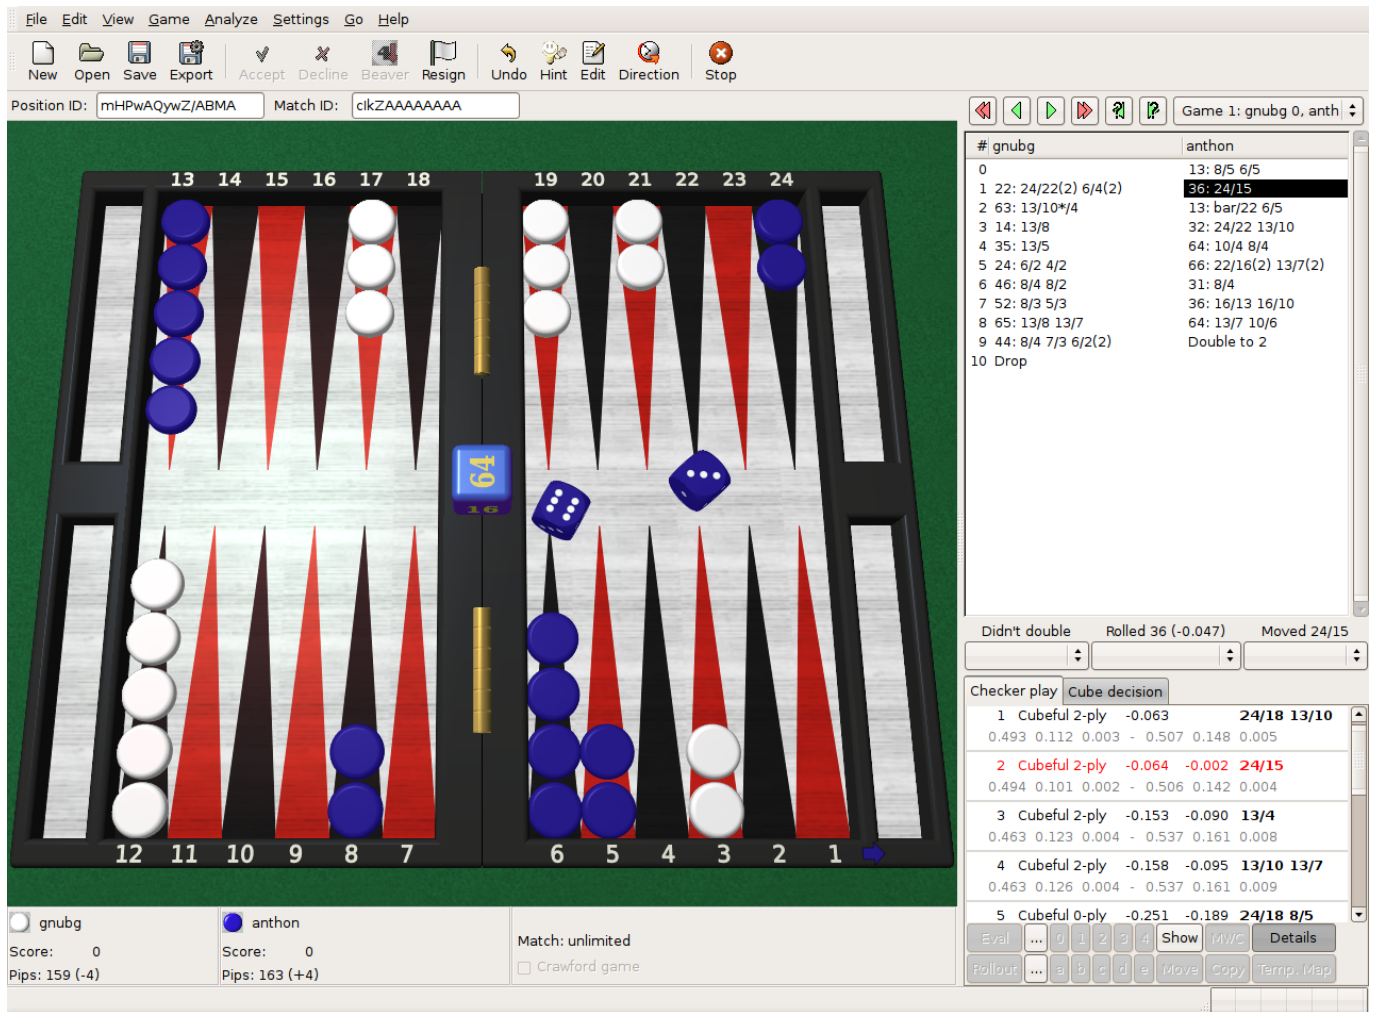 File Edit View Game Analyze Settings Go Help
New Open Save Export Accept Decline Beaver Resign Undo Hint Edit Direction Stop
Position ID: mHPwAQywZ/ABMA Match ID: cIkZAAAAAAAA
Game 1: gnubg 0, anth
# gnubg anthon
0 13: 8/5 6/5
1 22: 24/22(2) 6/4(2) 36: 24/15
2 63: 13/10*/4 13: bar/22 6/5
3 14: 13/8 32: 24/22 13/10
4 35: 13/5 64: 10/4 8/4
5 24: 6/2 4/2 66: 22/16(2) 13/7(2)
6 46: 8/4 8/2 31: 8/4
7 52: 8/3 5/3 36: 16/13 16/10
8 65: 13/8 13/7 64: 13/7 10/6
9 44: 8/4 7/3 6/2(2) Double to 2
10 Drop
13 14 15 16 17 18 19 20 21 22 23 24
64
16
12 11 10 9 8 7 6 5 4 3 2 1
Didn't double Rolled 36 (-0.047) Moved 24/15
Checker play Cube decision
1 Cubeful 2-ply -0.063 24/18 13/10
0.493 0.112 0.003 - 0.507 0.148 0.005
2 Cubeful 2-ply -0.064 -0.002 24/15
0.494 0.101 0.002 - 0.506 0.142 0.004
3 Cubeful 2-ply -0.153 -0.090 13/4
0.463 0.123 0.004 - 0.537 0.161 0.008
4 Cubeful 2-ply -0.158 -0.095 13/10 13/7
0.463 0.126 0.004 - 0.537 0.161 0.009
5 Cubeful 0-ply -0.251 -0.189 24/18 8/5
Eval ... 0 1 2 3 4 Show MWC Details
Rollout ... a b c d e Move Copy Temp. Map
gnubg
Score: 0
Pips: 159 (-4)
anthon
Score: 0
Pips: 163 (+4)
Match: unlimited
Crawford game